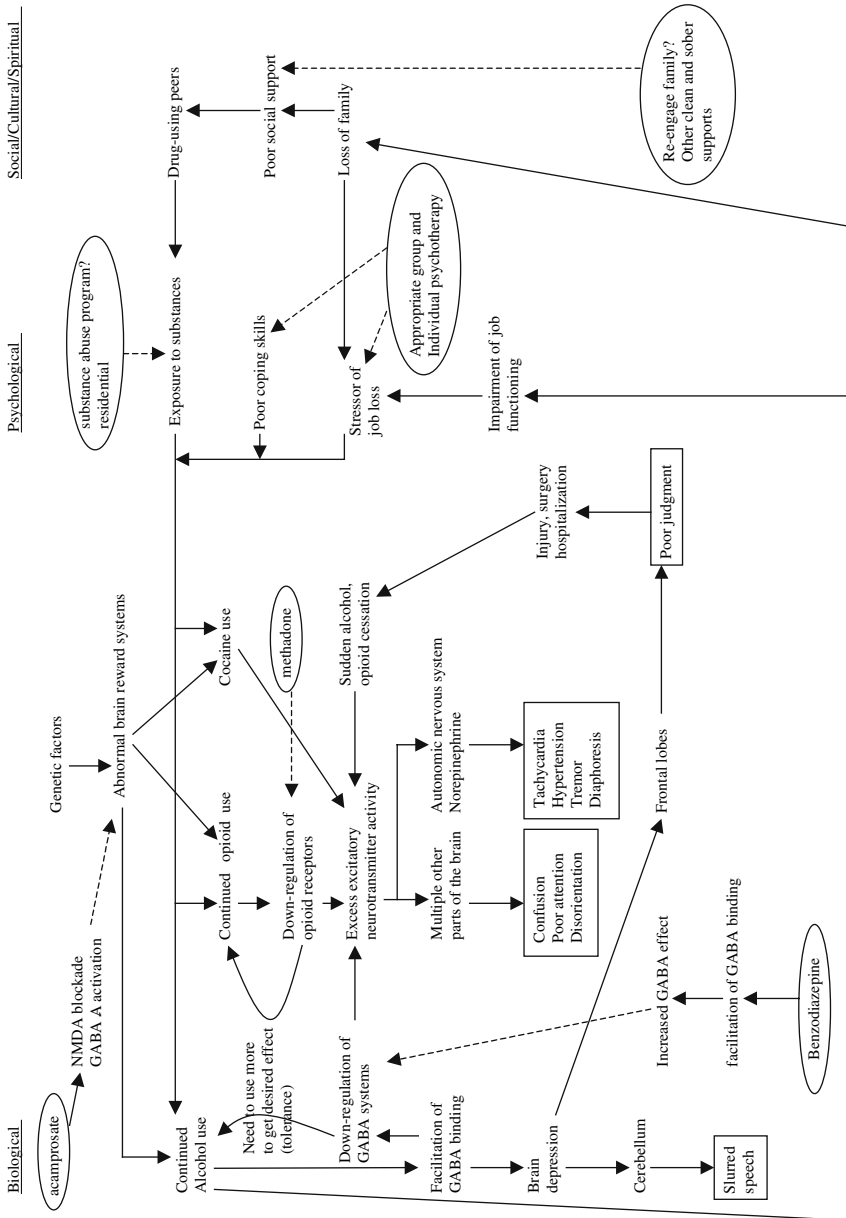 Biological
Psychological
Social/Cultural/Spiritual
acamprosate
NMDA blockade
GABA A activation
Genetic factors
Abnormal brain reward systems
substance abuse program?
residential
Continued
Alcohol use
Continued opioid use
Cocaine use
Exposure to substances
Drug-using peers
Need to use more
to get desired effect
(tolerance)
Down-regulation of
opioid receptors
methadone
Poor coping skills
Poor social support
Down-regulation of
GABA systems
Excess excitatory
neurotransmitter activity
Sudden alcohol,
opioid cessation
Stressor of
job loss
Loss of family
Appropriate group and
Individual psychotherapy
Facilitation of
GABA binding
Multiple other
parts of the brain
Autonomic nervous system
Norepinephrine
Impairment of job
functioning
Injury, surgery
hospitalization
Brain
depression
Confusion
Poor attention
Disorientation
Tachycardia
Hypertension
Tremor
Diaphoresis
Cerebellum
Increased GABA effect
Frontal lobes
Poor judgment
Re-engage family?
Other clean and sober
supports
Slurred
speech
facilitation of GABA binding
Benzodiazepine